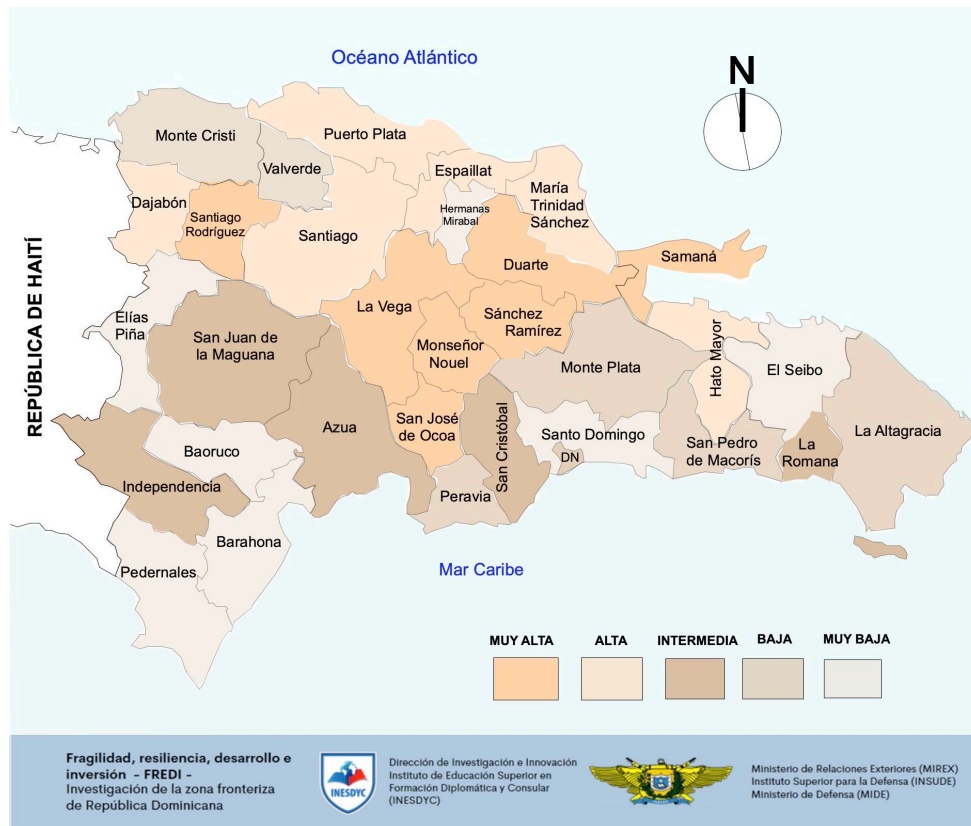 Océano Atlántico
N
Monte Cristi
Puerto Plata
Valverde
Espaillat
Dajabón
Santiago
Rodríguez
Santiago
Hermanas
Mirabal
María
Trinidad
Sánchez
REPÚBLICA DE HAITÍ
Duarte
Samaná
Elías
Piña
La Vega
Sánchez
Ramírez
San Juan de
la Maguana
Monseñor
Nouel
Monte Plata
Hato Mayor
El Seibo
Azua
San José
de Ocoa
San Cristóbal
Santo Domingo
DN
San Pedro
de Macorís
La
Romana
La Altagracia
Baoruco
Independencia
Peravia
Barahona
Pedernales
Mar Caribe
MUY ALTA
ALTA
INTERMEDIA
BAJA
MUY BAJA
Fragilidad, resiliencia, desarrollo e
inversión - FREDI -
Investigación de la zona fronteriza
de República Dominicana
INESDYC
Dirección de Investigación e Innovación
Instituto de Educación Superior en
Formación Diplomática y Consular
(INESDYC)
Ministerio de Relaciones Exteriores (MIREX)
Instituto Superior para la Defensa (INSUDE)
Ministerio de Defensa (MIDE)